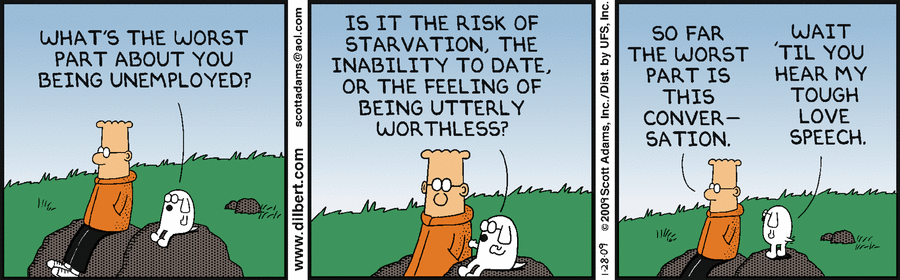 WHAT'S THE WORST
PART ABOUT YOU
BEING UNEMPLOYED?
www.dilbert.com
scottadams@aol.com
IS IT THE RISK OF
STARVATION, THE
INABILITY TO DATE,
OR THE FEELING OF
BEING UTTERLY
WORTHLESS?
1-28-09 © 2009 Scott Adams, Inc./Dist. by UFS, Inc.
SO FAR
THE WORST
PART IS
THIS
CONVER-
SATION.
WAIT
'TIL YOU
HEAR MY
TOUGH
LOVE
SPEECH.